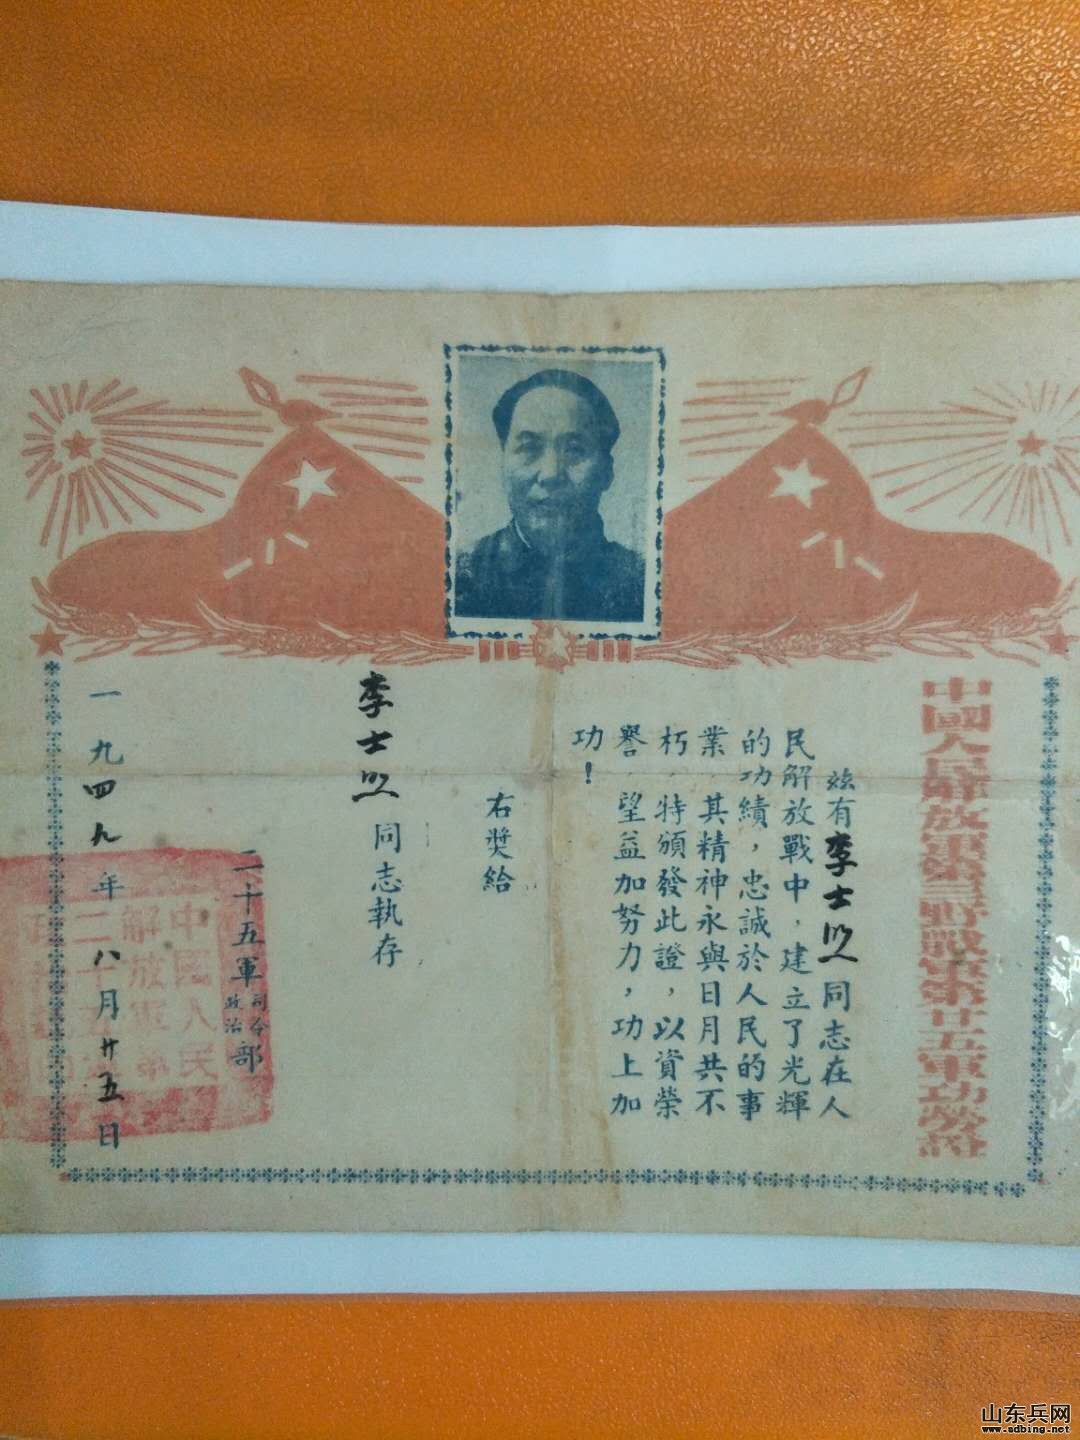 中國人民解放軍第三野戰軍第廿五軍功勞證
茲有李士以同志在人
民解放戰中，建立了光輝
的功績，忠誠於人民的事
業，其精神永與日月共不
朽，特頒發此證，以資榮
譽，望益加努力，功上加
功！
右獎給
李士以同志執存
二十五軍司令政治部
一九四九年八月廿五日
山东兵网
www.sdbing.net